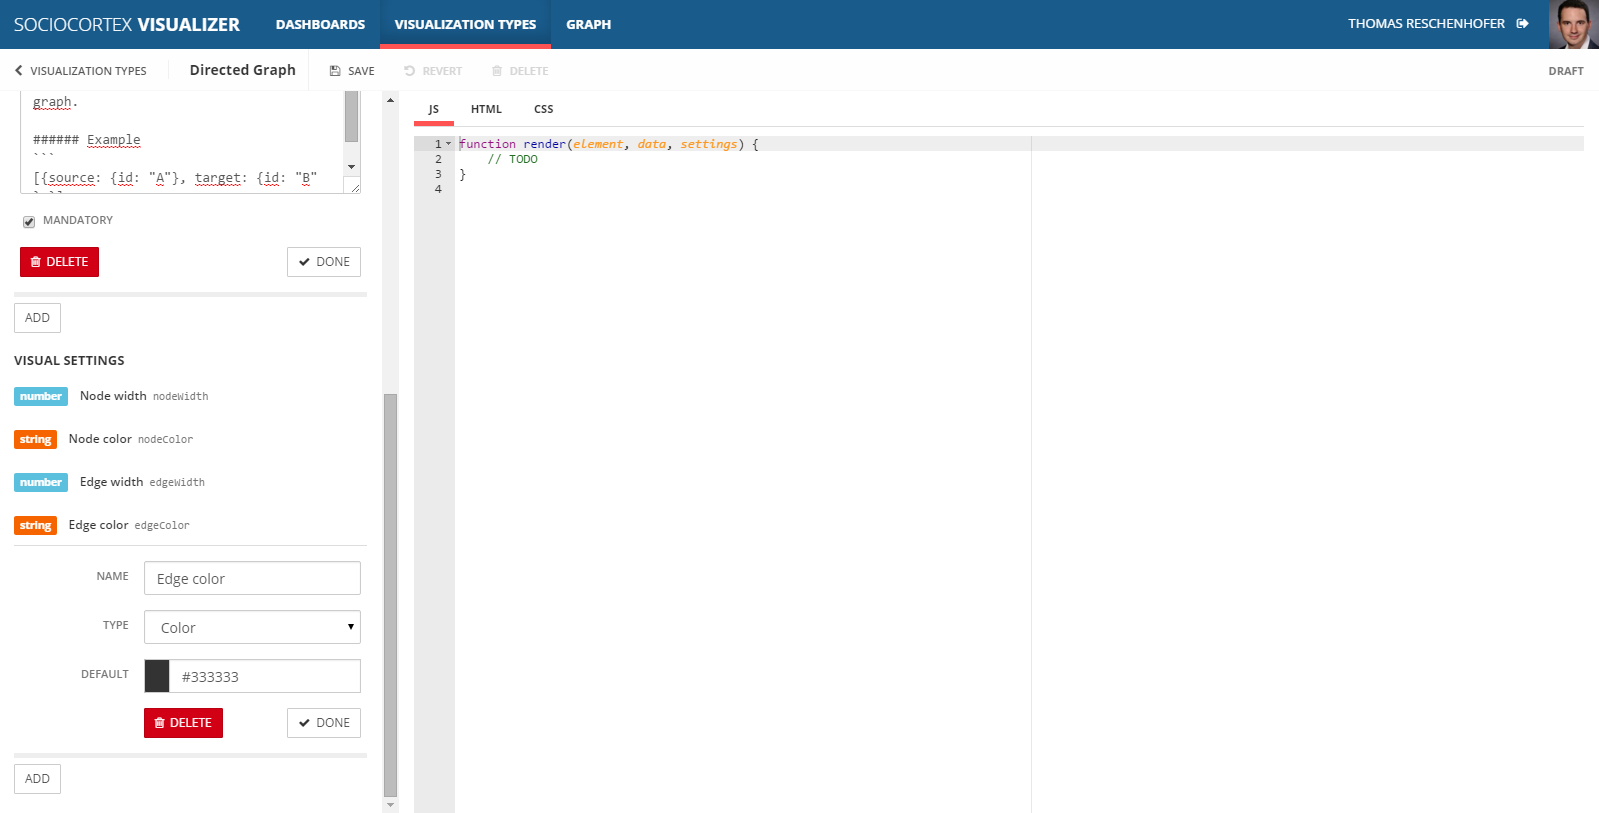 SOCIOCORTEX VISUALIZER
DASHBOARDS
VISUALIZATION TYPES
GRAPH
THOMAS RESCHENHOFER
VISUALIZATION TYPES
Directed Graph
SAVE
REVERT
DELETE
DRAFT
graph.
###### Example
```
[{source: {id: "A"}, target: {id: "B"
MANDATORY
DELETE
DONE
ADD
VISUAL SETTINGS
number Node width nodeWidth
string Node color nodeColor
number Edge width edgeWidth
string Edge color edgeColor
NAME Edge color
TYPE Color
DEFAULT #333333
DELETE
DONE
ADD
JS
HTML
CSS
1 function render(element, data, settings) {
2 // TODO
3 }
4